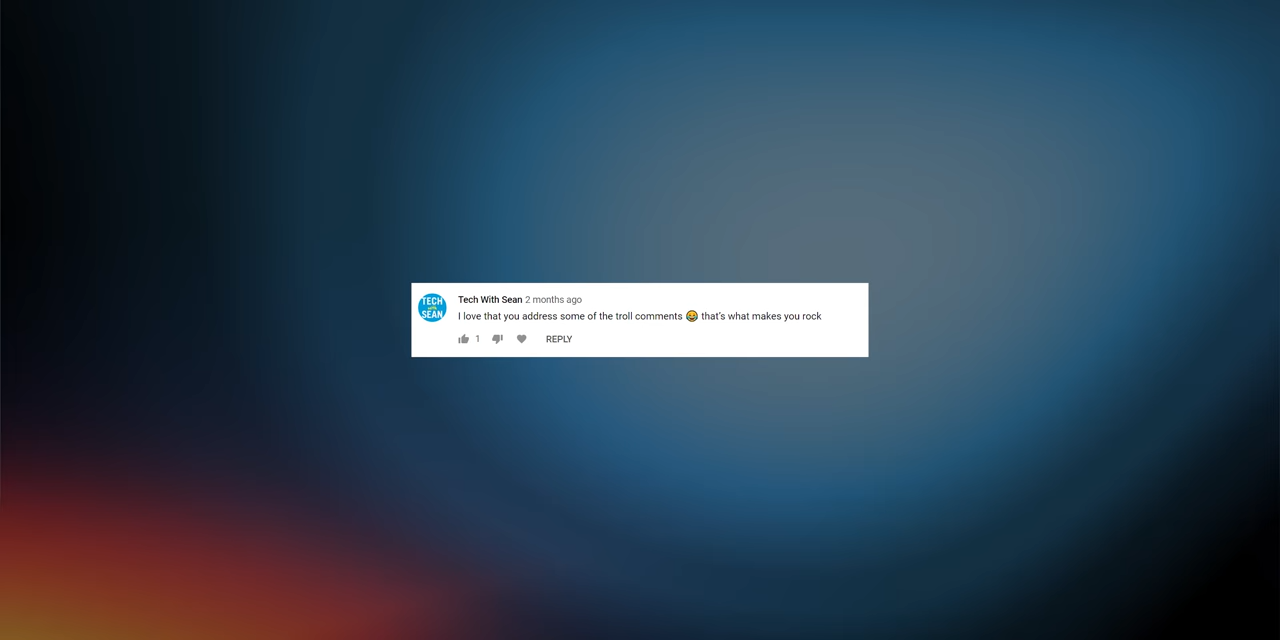 TECH
with
SEAN
Tech With Sean 2 months ago
I love that you address some of the troll comments 😂 that's what makes you rock
1 REPLY